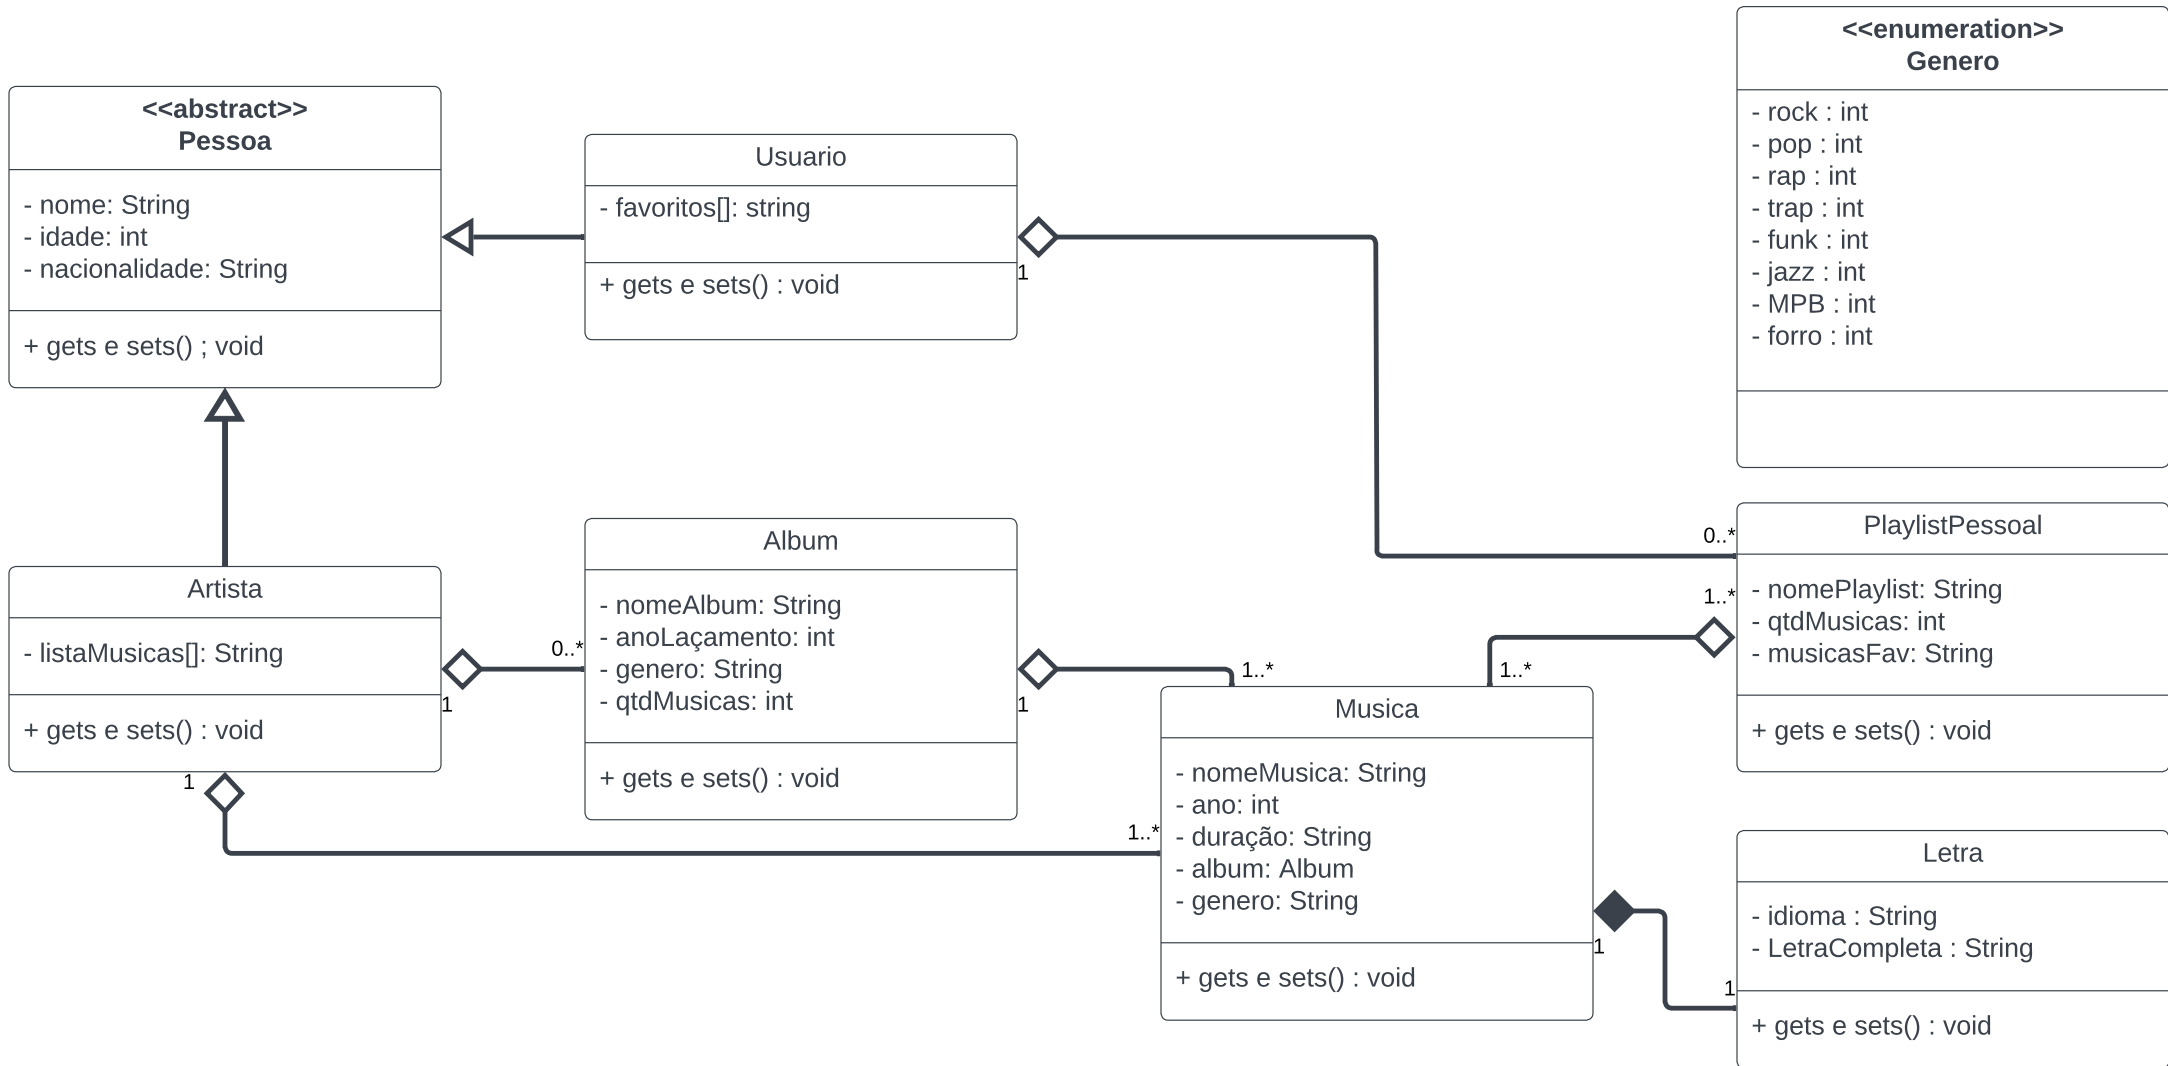 <<abstract>>
Pessoa
- nome: String
- idade: int
- nacionalidade: String
+ gets e sets() ; void
Usuario
- favoritos[]: string
+ gets e sets() : void
1
<<enumeration>>
Genero
- rock : int
- pop : int
- rap : int
- trap : int
- funk : int
- jazz : int
- MPB : int
- forro : int
Artista
- listaMusicas[]: String
+ gets e sets() : void
1
1
0..*
Album
- nomeAlbum: String
- anoLaçamento: int
- genero: String
- qtdMusicas: int
+ gets e sets() : void
1
1..*
1..*
1..*
Musica
- nomeMusica: String
- ano: int
- duração: String
- album: Album
- genero: String
+ gets e sets() : void
1
0..*
1..*
PlaylistPessoal
- nomePlaylist: String
- qtdMusicas: int
- musicasFav: String
+ gets e sets() : void
1
Letra
- idioma : String
- LetraCompleta : String
+ gets e sets() : void